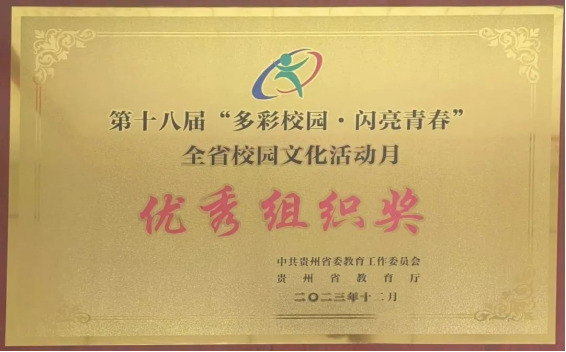 第十八届“多彩校园·闪亮青春”
全省校园文化活动月
优秀组织奖
中共贵州省委教育工作委员会
贵州省教育厅
二〇二三年十二月